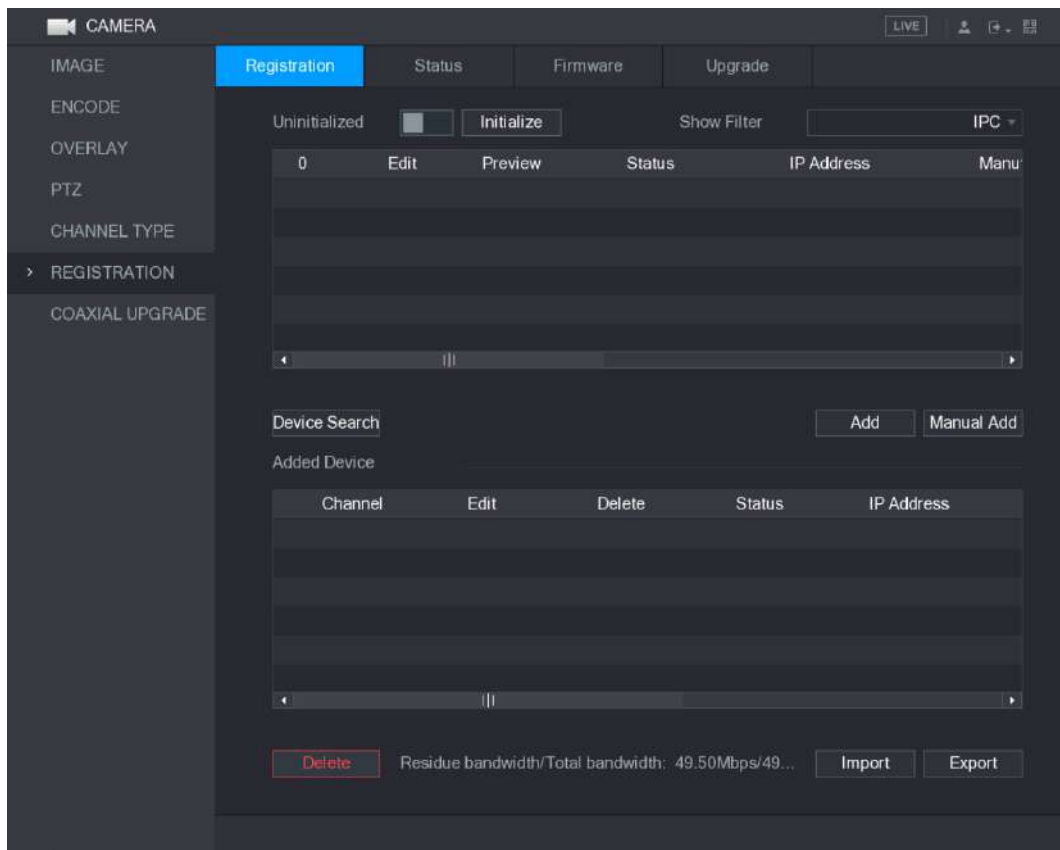 CAMERA LIVE
IMAGE
ENCODE
OVERLAY
PTZ
CHANNEL TYPE
REGISTRATION
COAXIAL UPGRADE
Registration Status Firmware Upgrade
Uninitialized Initialize Show Filter IPC
0 Edit Preview Status IP Address Manu
Device Search Add Manual Add
Added Device
Channel Edit Delete Status IP Address
Delete Residue bandwidth/Total bandwidth: 49.50Mbps/49... Import Export